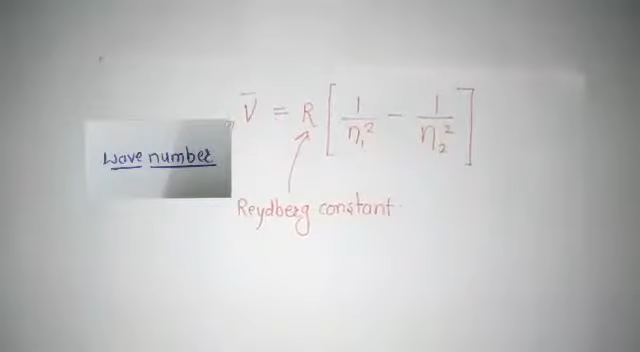 V̄ = R [ 1/n₁² − 1/n₂² ]
Wave number
Reydberg constant